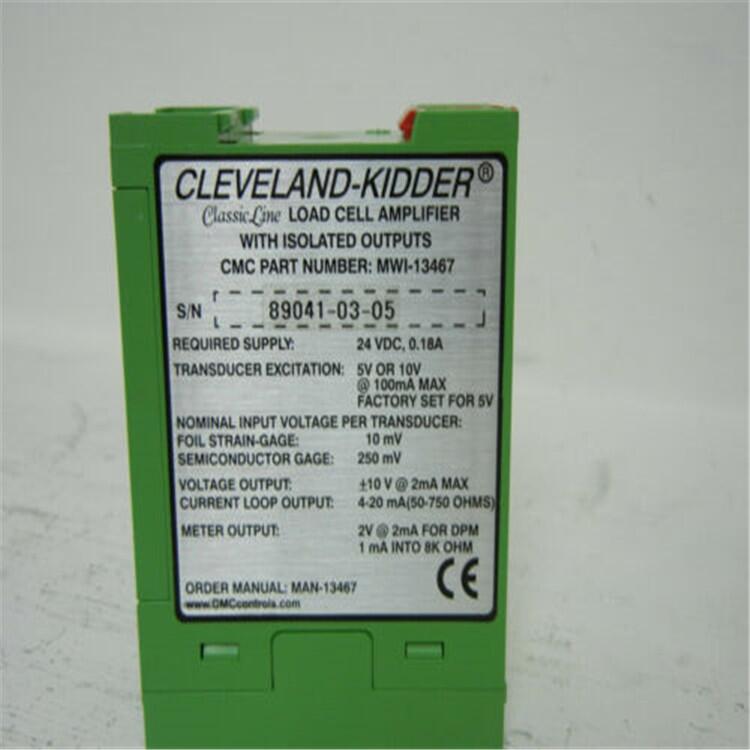 CLEVELAND-KIDDER®
Classic Line LOAD CELL AMPLIFIER
WITH ISOLATED OUTPUTS
CMC PART NUMBER: MWI-13467
S/N 89041-03-05
REQUIRED SUPPLY: 24 VDC, 0.18A
TRANSDUCER EXCITATION: 5V OR 10V
@ 100mA MAX
FACTORY SET FOR 5V
NOMINAL INPUT VOLTAGE PER TRANSDUCER:
FOIL STRAIN-GAGE: 10 mV
SEMICONDUCTOR GAGE: 250 mV
VOLTAGE OUTPUT: ±10 V @ 2mA MAX
CURRENT LOOP OUTPUT: 4-20 mA(50-750 OHMS)
METER OUTPUT: 2V @ 2mA FOR DPM
1 mA INTO 8K OHM
CE
ORDER MANUAL: MAN-13467
www.CMCcontrols.com